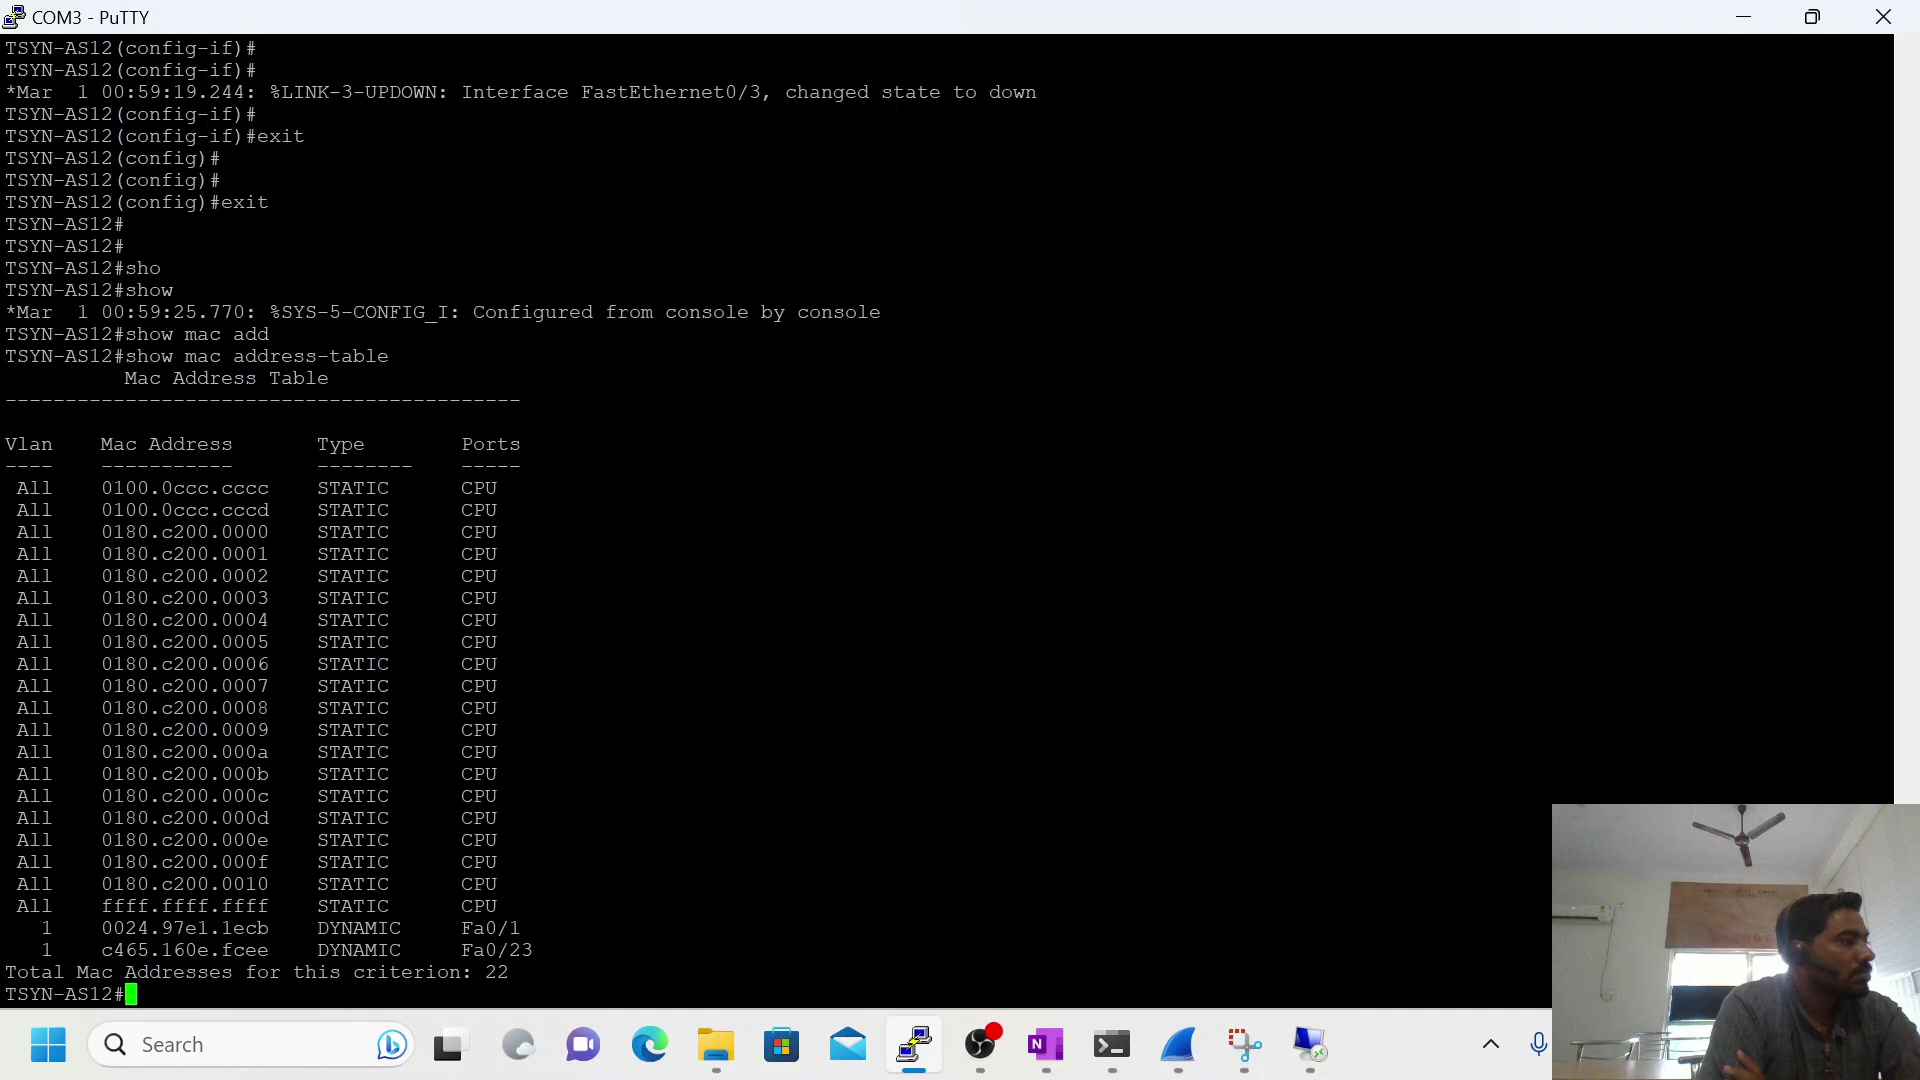 COM3 - PuTTY
TSYN-AS12(config-if)#
TSYN-AS12(config-if)#
*Mar  1 00:59:19.244: %LINK-3-UPDOWN: Interface FastEthernet0/3, changed state to down
TSYN-AS12(config-if)#
TSYN-AS12(config-if)#exit
TSYN-AS12(config)#
TSYN-AS12(config)#
TSYN-AS12(config)#exit
TSYN-AS12#
TSYN-AS12#
TSYN-AS12#sho
TSYN-AS12#show
*Mar  1 00:59:25.770: %SYS-5-CONFIG_I: Configured from console by console
TSYN-AS12#show mac add
TSYN-AS12#show mac address-table
Mac Address Table
-------------------------------------------
Vlan    Mac Address       Type        Ports
----    -----------       --------    -----
All    0100.0ccc.cccc    STATIC      CPU
All    0100.0ccc.cccd    STATIC      CPU
All    0180.c200.0000    STATIC      CPU
All    0180.c200.0001    STATIC      CPU
All    0180.c200.0002    STATIC      CPU
All    0180.c200.0003    STATIC      CPU
All    0180.c200.0004    STATIC      CPU
All    0180.c200.0005    STATIC      CPU
All    0180.c200.0006    STATIC      CPU
All    0180.c200.0007    STATIC      CPU
All    0180.c200.0008    STATIC      CPU
All    0180.c200.0009    STATIC      CPU
All    0180.c200.000a    STATIC      CPU
All    0180.c200.000b    STATIC      CPU
All    0180.c200.000c    STATIC      CPU
All    0180.c200.000d    STATIC      CPU
All    0180.c200.000e    STATIC      CPU
All    0180.c200.000f    STATIC      CPU
All    0180.c200.0010    STATIC      CPU
All    ffff.ffff.ffff    STATIC      CPU
1    0024.97e1.1ecb    DYNAMIC     Fa0/1
1    c465.160e.fcee    DYNAMIC     Fa0/23
Total Mac Addresses for this criterion: 22
TSYN-AS12#
Search